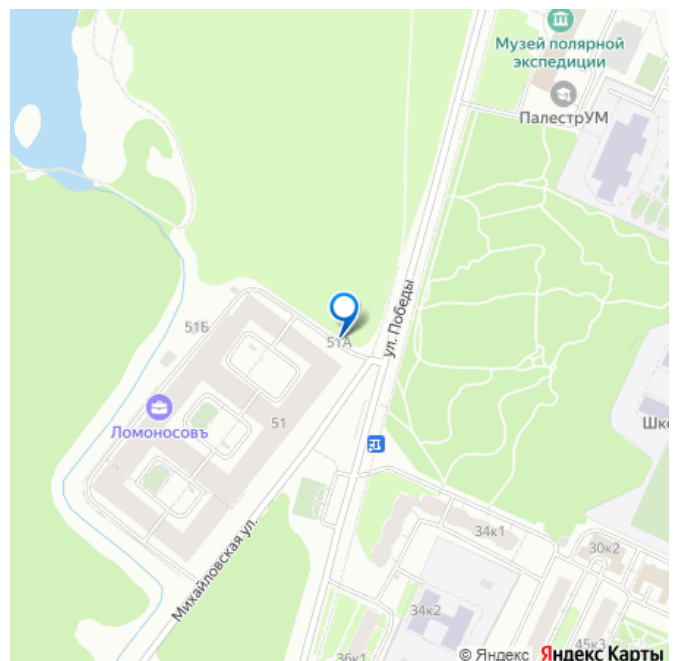 Музей полярной
экспедиции
ПалестрУМ
ул. Победы
51Б
51А
Ломоносовъ
51
Шк
Михайловская ул.
34к1
30к2
34к2
45к3
36к1
© Яндекс Яндекс Карты